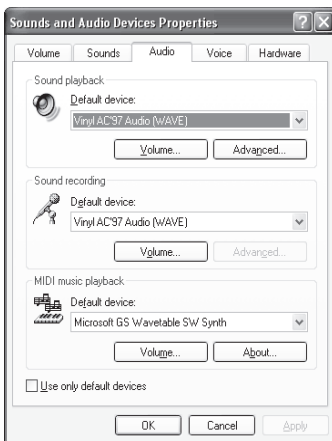 Sounds and Audio Devices Properties
Volume Sounds Audio Voice Hardware
Sound playback
Default device:
Vinyl AC'97 Audio (WAVE)
Volume... Advanced...
Sound recording
Default device:
Vinyl AC'97 Audio (WAVE)
Volume... Advanced...
MIDI music playback
Default device:
Microsoft GS Wavetable SW Synth
Volume... About...
Use only default devices
OK Cancel Apply